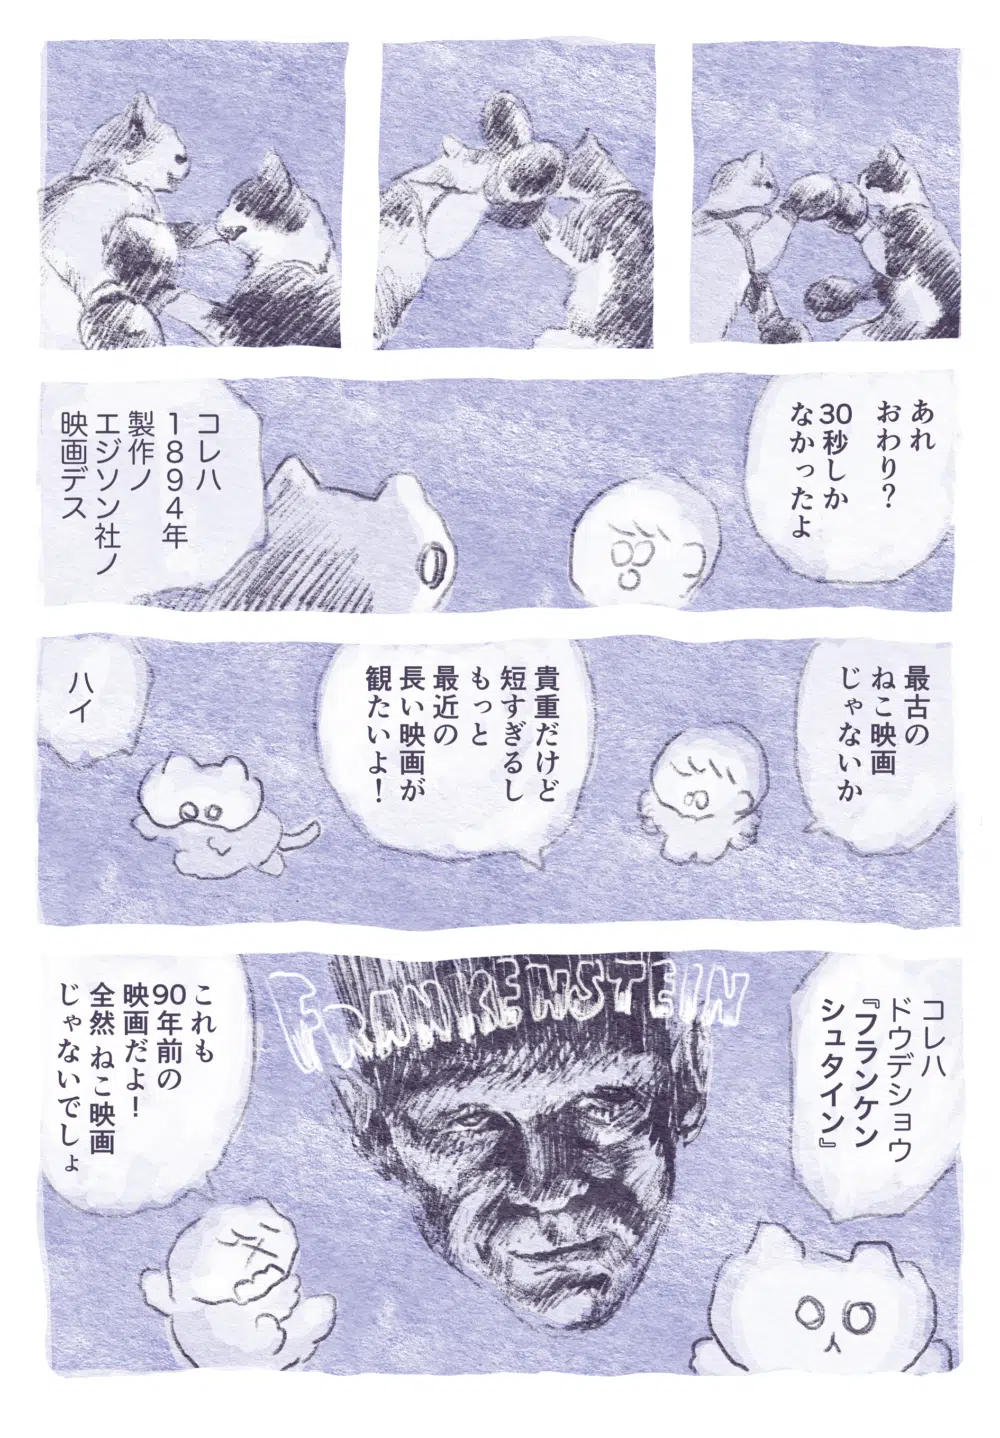 あれ
おわり?
30秒しか
なかったよ
コレハ
1894年
製作ノ
エジソン社ノ
映画デス
最古の
ねこ映画
じゃないか
貴重だけど
短すぎるし
もっと
最近の
長い映画が
観たいよ!
ハイ
コレハ
ドウデショウ
『フランケン
シュタイン』
FRANKENSTEIN
これも
90年前の
映画だよ!
全然ねこ映画
じゃないでしょ